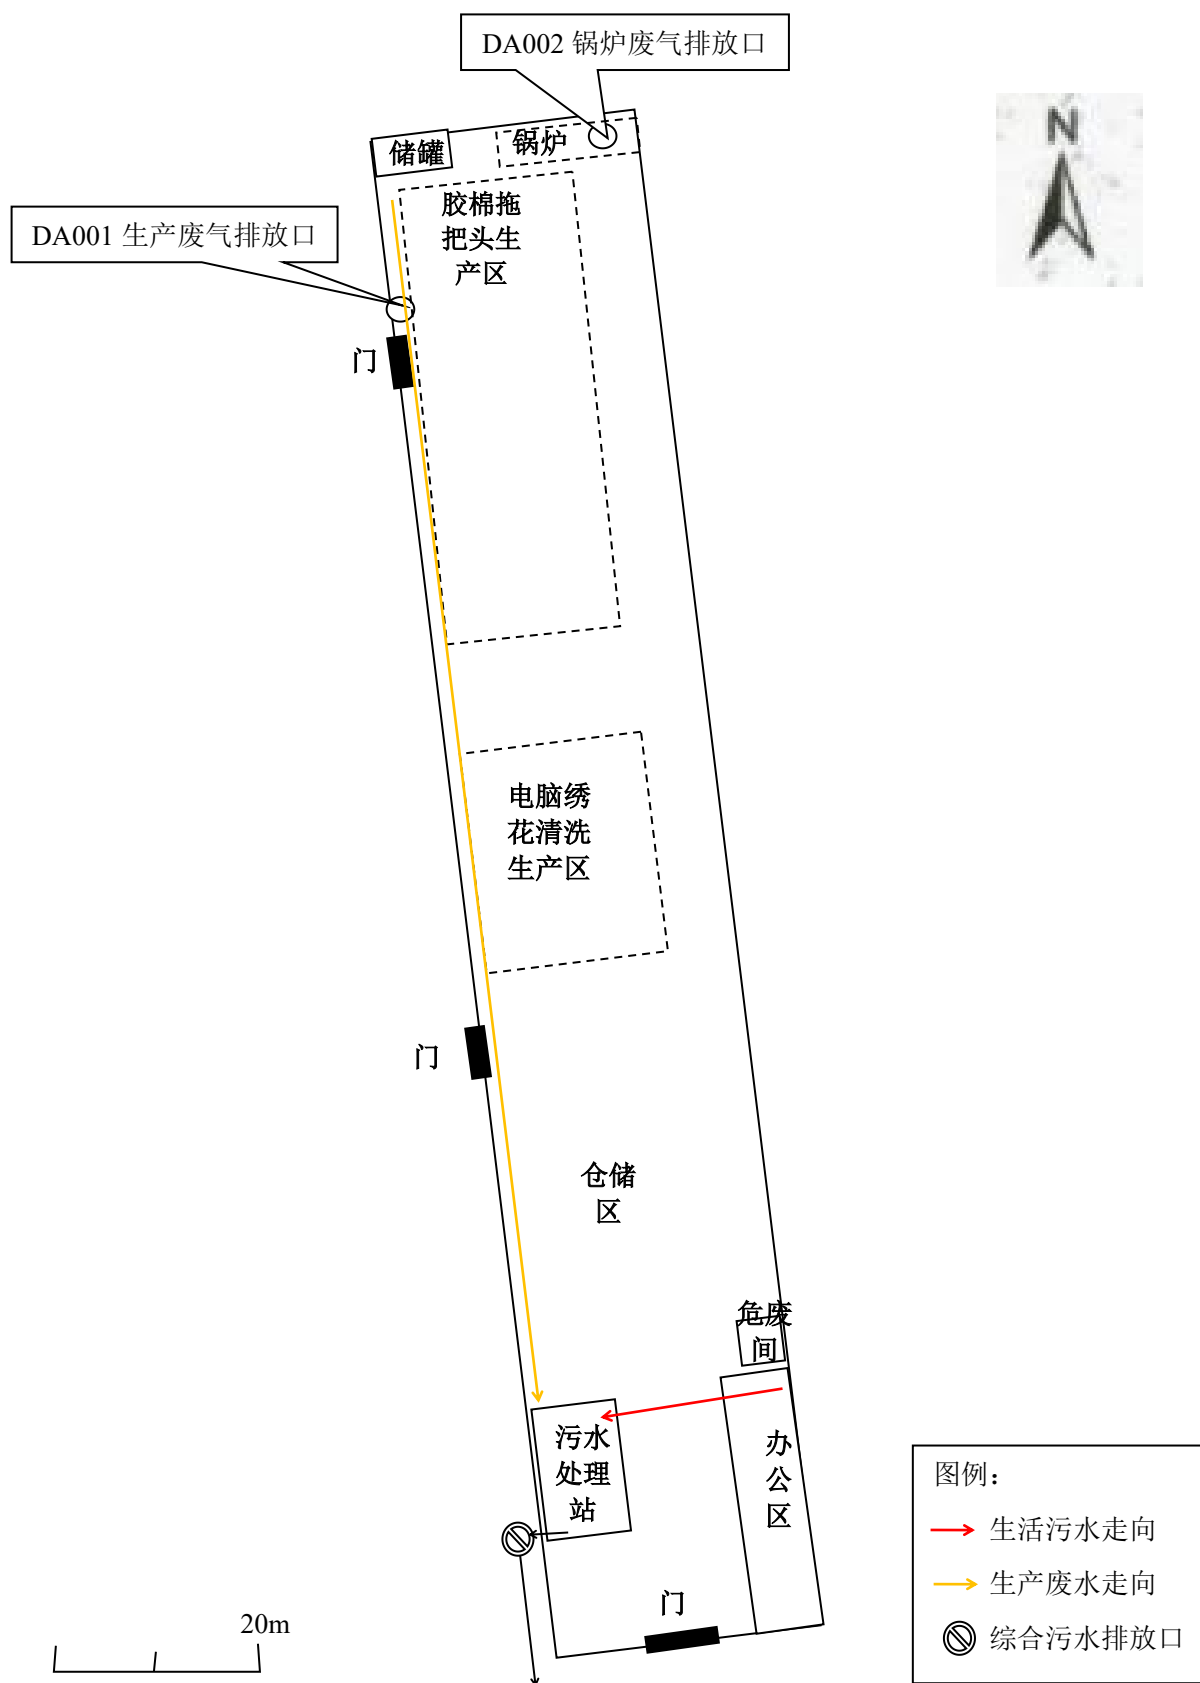 DA002 锅炉废气排放口
N
储罐
锅炉
胶棉拖
把头生
产区
DA001 生产废气排放口
门
电脑绣
花清洗
生产区
门
仓储
区
危废
间
污水
处理
站
办
公
区
门
20m
图例：
生活污水走向
生产废水走向
综合污水排放口